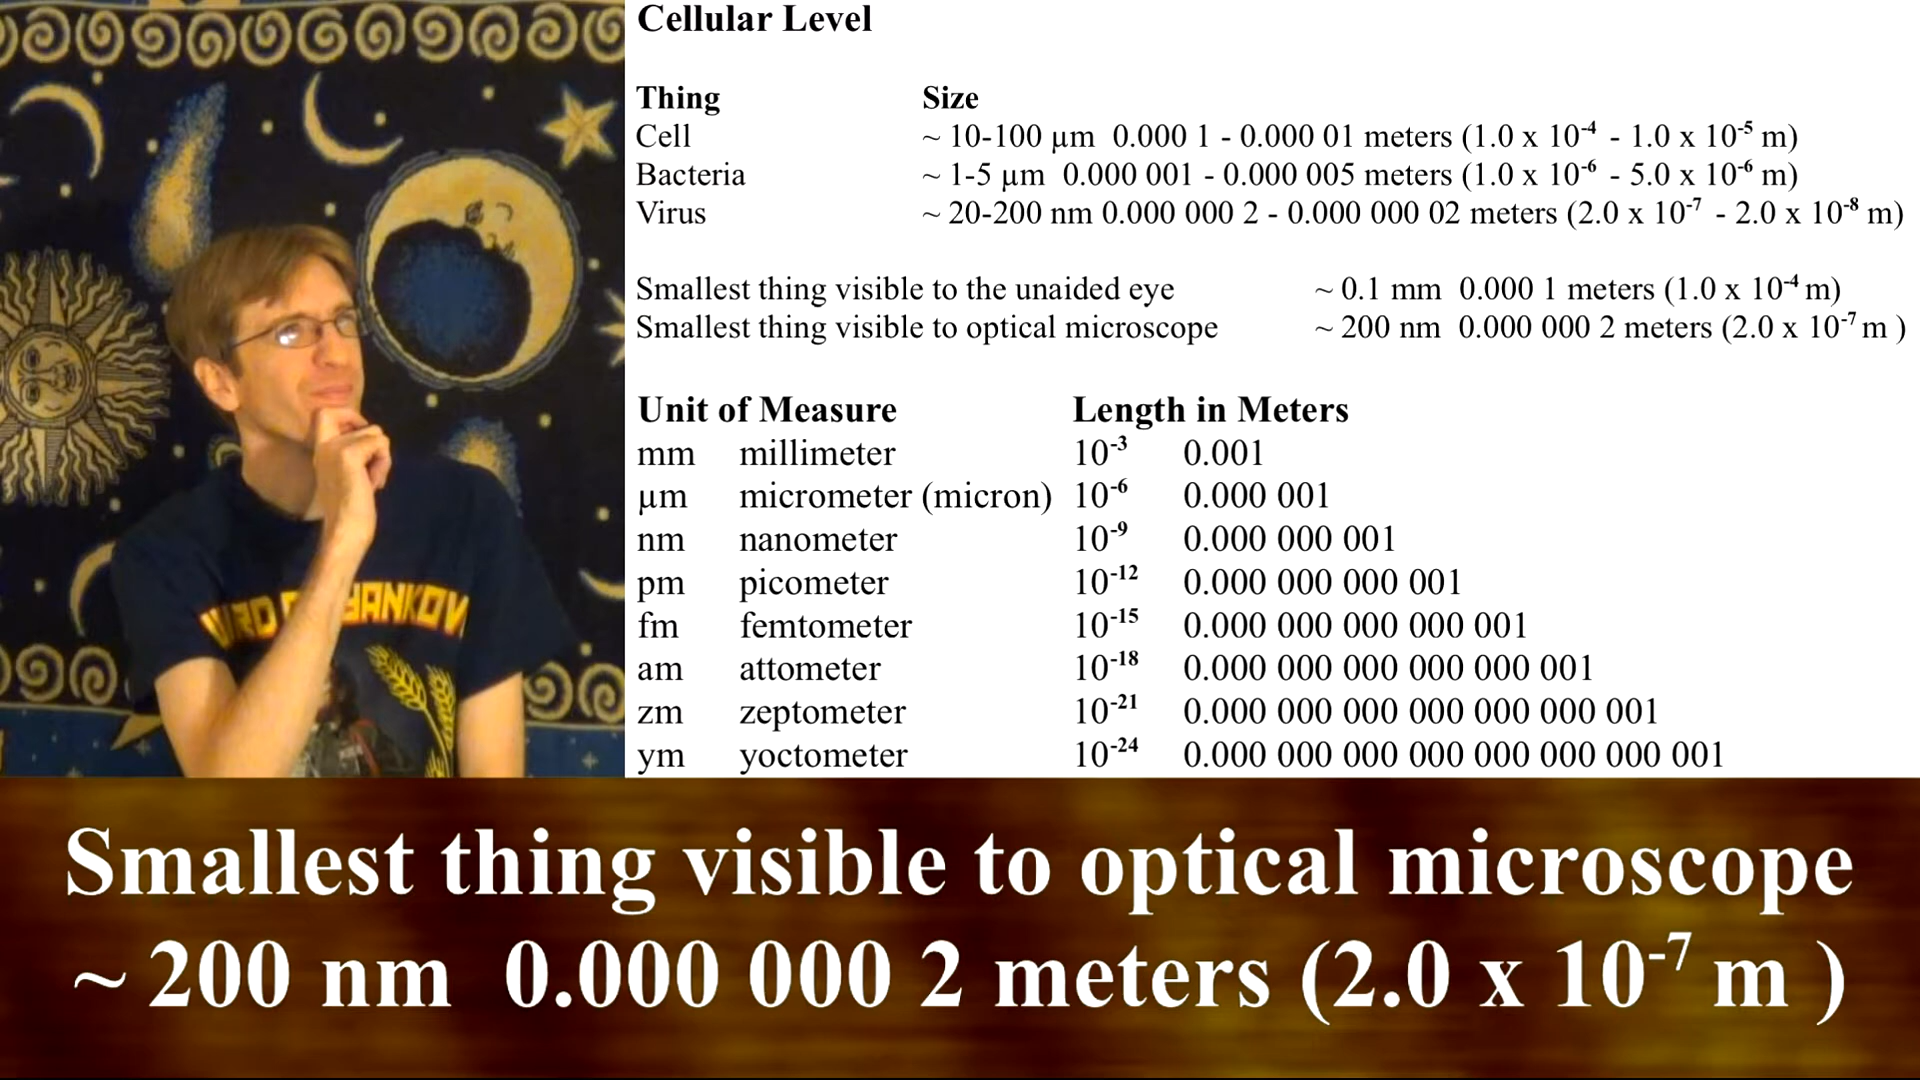 Cellular Level
Thing Size
Cell ~ 10-100 µm 0.000 1 - 0.000 01 meters (1.0 x 10⁻⁴ - 1.0 x 10⁻⁵ m)
Bacteria ~ 1-5 µm 0.000 001 - 0.000 005 meters (1.0 x 10⁻⁶ - 5.0 x 10⁻⁶ m)
Virus ~ 20-200 nm 0.000 000 2 - 0.000 000 02 meters (2.0 x 10⁻⁷ - 2.0 x 10⁻⁸ m)
Smallest thing visible to the unaided eye ~ 0.1 mm 0.000 1 meters (1.0 x 10⁻⁴ m)
Smallest thing visible to optical microscope ~ 200 nm 0.000 000 2 meters (2.0 x 10⁻⁷ m )
Unit of Measure Length in Meters
mm millimeter 10⁻³ 0.001
µm micrometer (micron) 10⁻⁶ 0.000 001
nm nanometer 10⁻⁹ 0.000 000 001
pm picometer 10⁻¹² 0.000 000 000 001
fm femtometer 10⁻¹⁵ 0.000 000 000 000 001
am attometer 10⁻¹⁸ 0.000 000 000 000 000 001
zm zeptometer 10⁻²¹ 0.000 000 000 000 000 000 001
ym yoctometer 10⁻²⁴ 0.000 000 000 000 000 000 000 001
Smallest thing visible to optical microscope
~ 200 nm 0.000 000 2 meters (2.0 x 10⁻⁷ m )